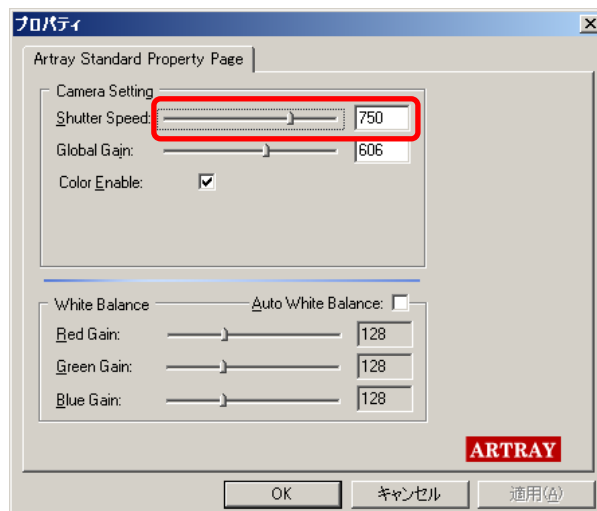 プロパティ
Artray Standard Property Page
Camera Setting
Shutter Speed: 750
Global Gain: 606
Color Enable:
White Balance Auto White Balance:
Red Gain: 128
Green Gain: 128
Blue Gain: 128
ARTRAY
OK キャンセル 適用(A)